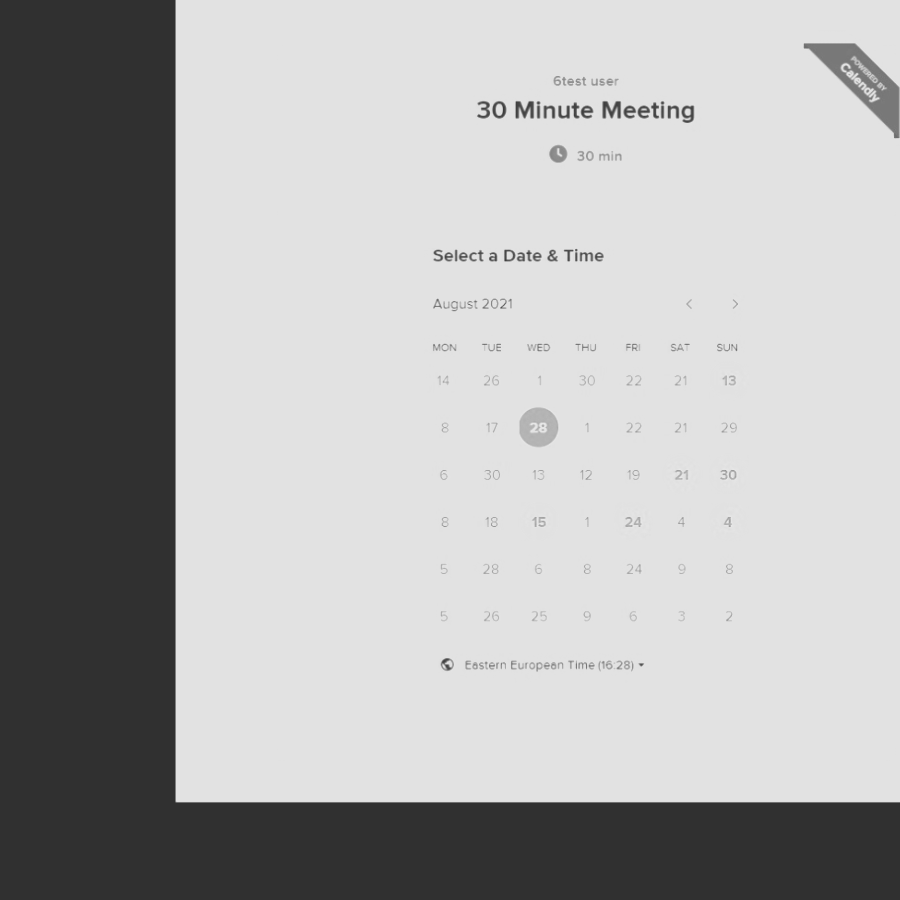 POWERED BY
Calendly
6test user
30 Minute Meeting
30 min
Select a Date & Time
August 2021 < >
MON TUE WED THU FRI SAT SUN
14 26 1 30 22 21 13
8 17 28 1 22 21 29
6 30 13 12 19 21 30
8 18 15 1 24 4 4
5 28 6 8 24 9 8
5 26 25 9 6 3 2
Eastern European Time (16:28)